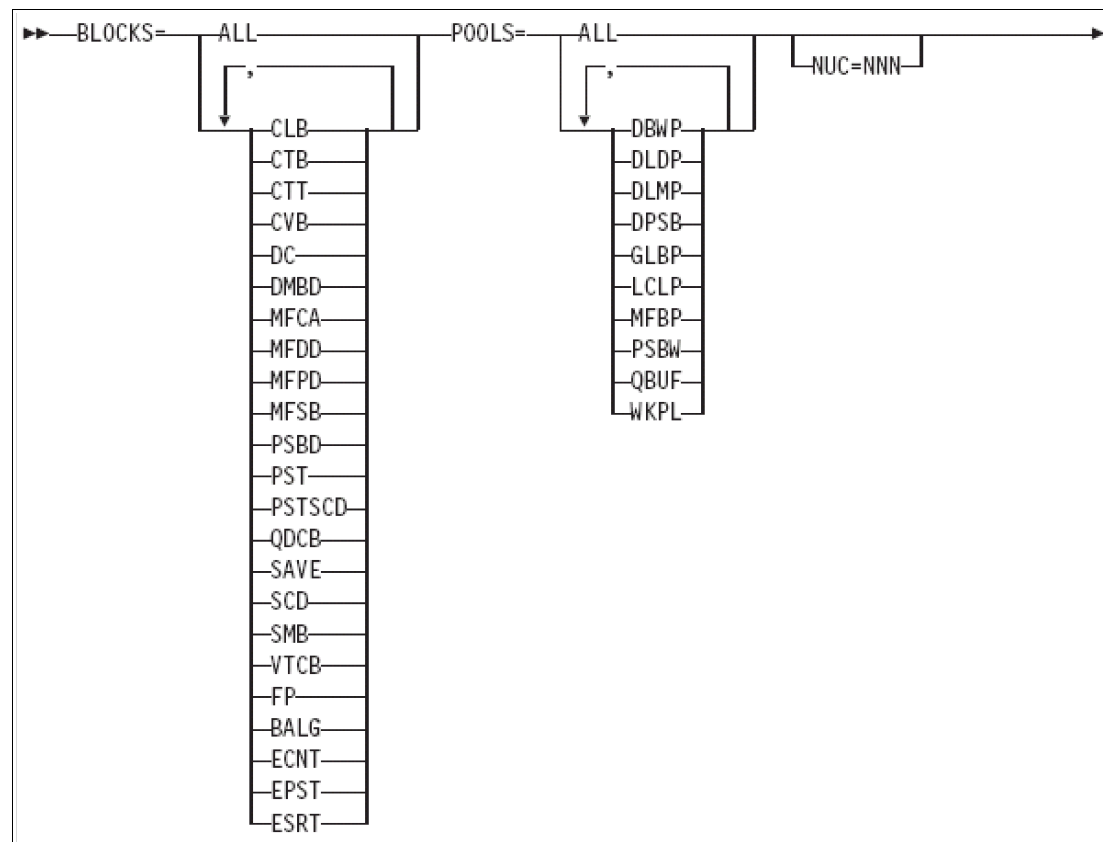 BLOCKS= ALL POOLS= ALL
, , NUC=NNN
CLB DBWP
CTB DLDP
CTT DLMP
CVB DPSB
DC GLBP
DMBD LCLP
MFCA MFBP
MFDD PSBW
MFPD QBUF
MFSB WKPL
PSBD
PST
PSTSCD
QDCB
SAVE
SCD
SMB
VTCB
FP
BALG
ECNT
EPST
ESRT